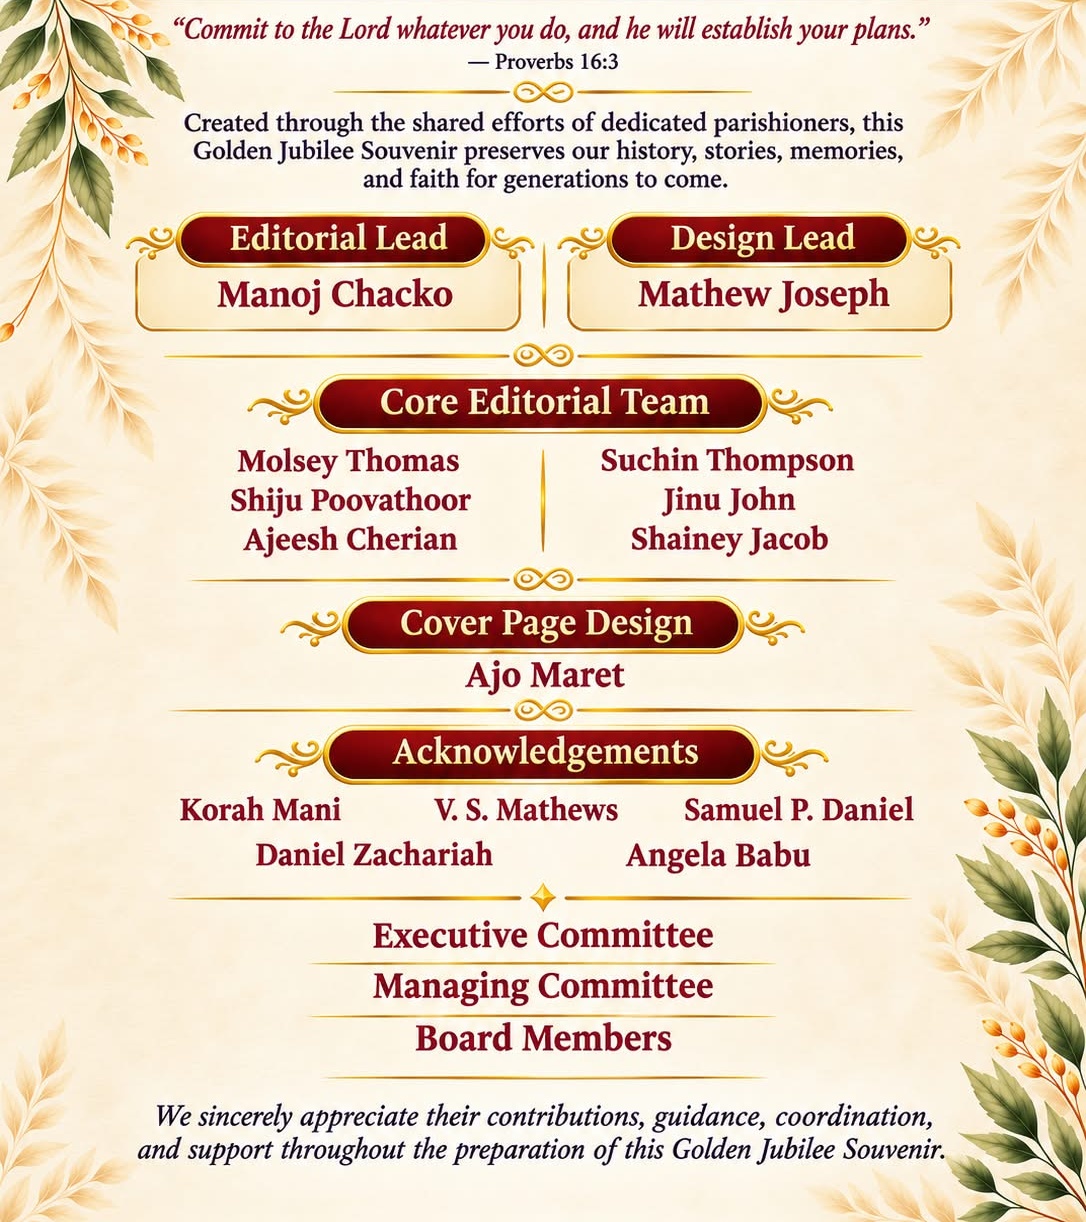 “Commit to the Lord whatever you do, and he will establish your plans.”
— Proverbs 16:3
Created through the shared efforts of dedicated parishioners, this
Golden Jubilee Souvenir preserves our history, stories, memories,
and faith for generations to come.
Editorial Lead
Manoj Chacko
Design Lead
Mathew Joseph
Core Editorial Team
Molsey Thomas
Shiju Poovathoor
Ajeesh Cherian
Suchin Thompson
Jinu John
Shainey Jacob
Cover Page Design
Ajo Maret
Acknowledgements
Korah Mani V. S. Mathews Samuel P. Daniel
Daniel Zachariah Angela Babu
Executive Committee
Managing Committee
Board Members
We sincerely appreciate their contributions, guidance, coordination,
and support throughout the preparation of this Golden Jubilee Souvenir.